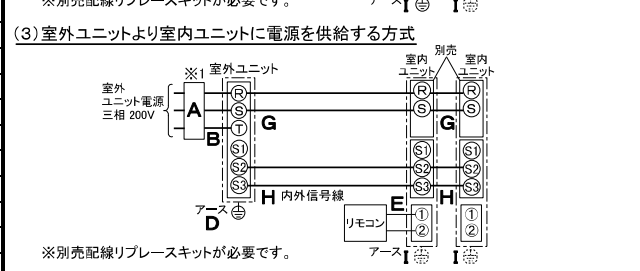 ※別売配線リプレースキットが必要です。
アース I I
(3)室外ユニットより室内ユニットに電源を供給する方式
別売
※1 室外ユニット
室内ユニット
室内ユニット
室外
ユニット電源
三相 200V
A
B
R
S
T
S1
S2
S3
G
H 内外信号線
アース
D
R
S
S1
S2
S3
G
H
R
S
S1
S2
S3
E
リモコン
①
②
①
②
※別売配線リプレースキットが必要です。
アース I I